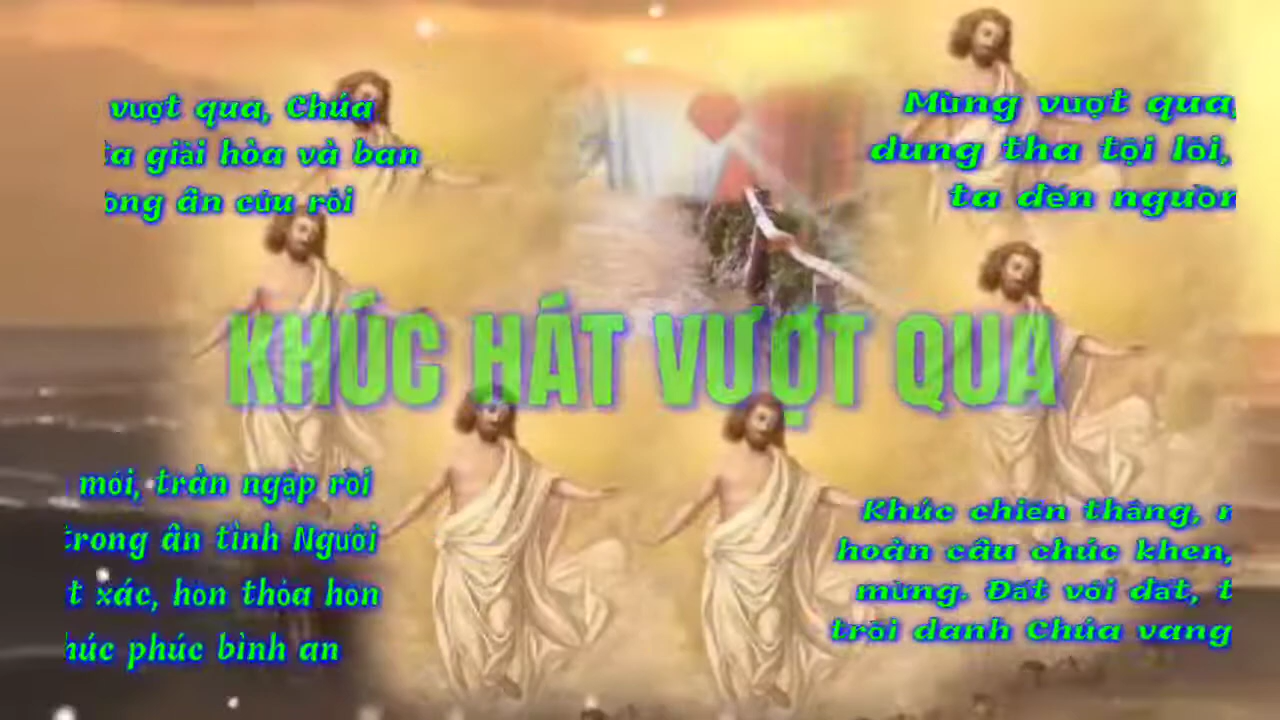 vượt qua, Chúa
ta giải hòa và ban
ân cứu rỗi
Mừng vượt qua,
dung tha tội lỗi,
ta đến
KHÚC HÁT VƯỢT QUA
mới, tràn ngập rồi
trong ân tình Người
xác, hồn thỏa hồn
phúc bình an
Khúc chiến thắng,
hoàn cầu chúc khen,
mừng. Đất với đất,
trời danh Chúa vang